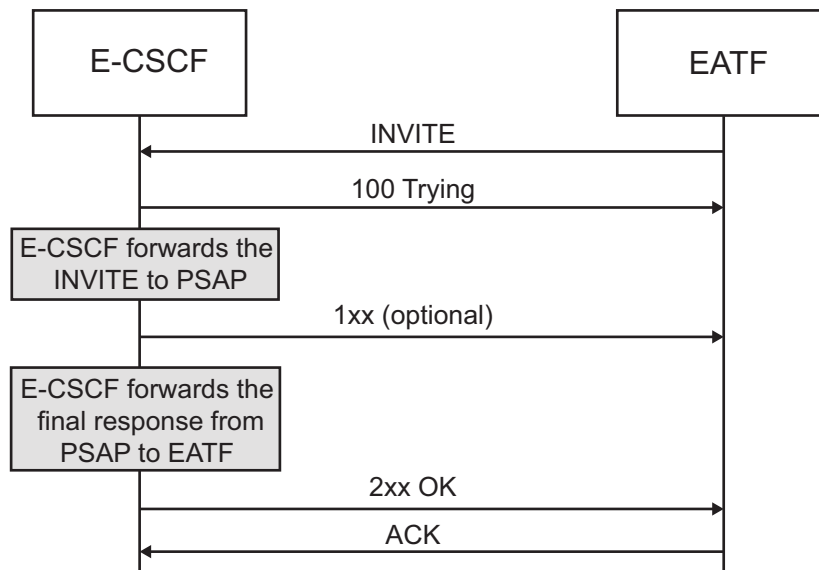 E-CSCF
EATF
INVITE
100 Trying
E-CSCF forwards the
INVITE to PSAP
1xx (optional)
E-CSCF forwards the
final response from
PSAP to EATF
2xx OK
ACK